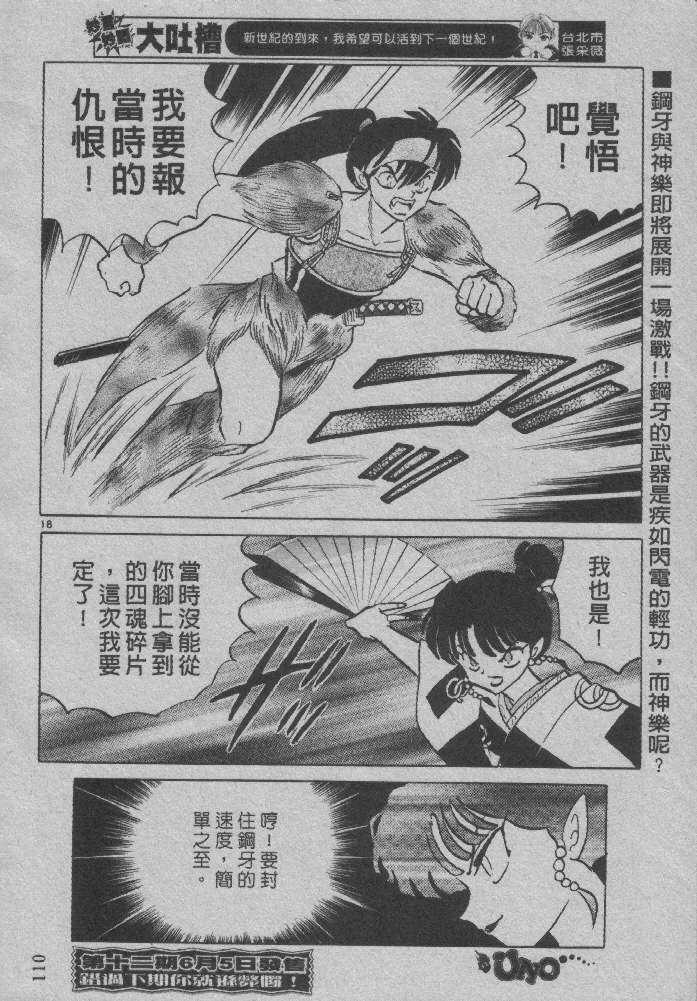 大吐槽
新世紀的到來，我希望可以活到下一個世紀！
台北市
張采薇
■鋼牙與神樂即將展開一場激戰!!鋼牙的武器是疾如閃電的輕功，而神樂呢？
覺悟
吧！
我要報
當時的
仇恨！
18
我也是！
當時沒能從
你腳上拿到
的四魂碎片
，這次我要
定了！
哼！要封
住鋼牙的
速度，簡
單之至。
110
第十二期6月5日發售
錯過下期你就遜斃囉！